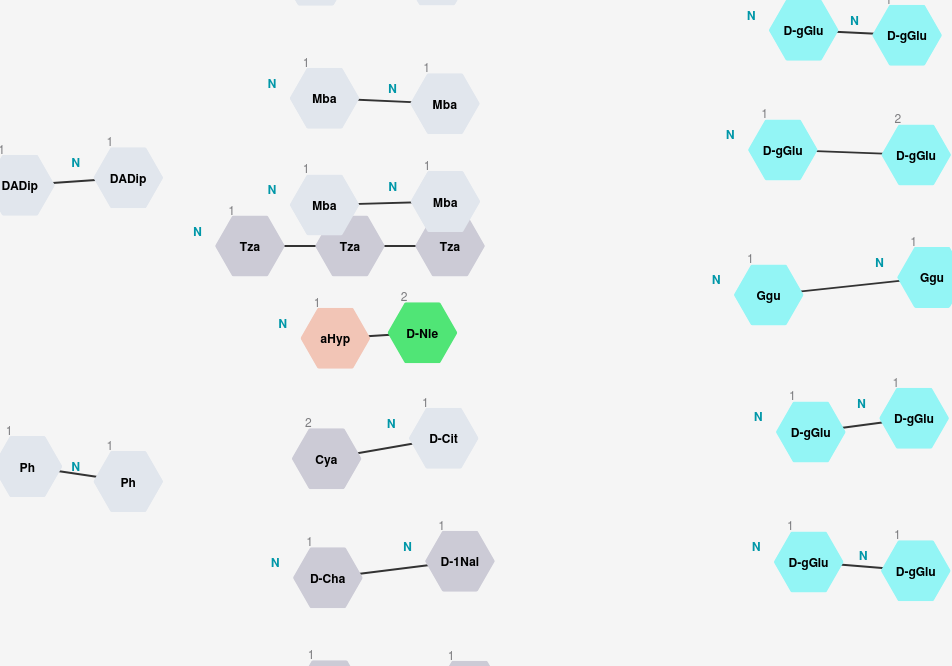 N 1 D-gGlu N 1 D-gGlu
N 1 Mba N 1 Mba
N 1 D-gGlu 2 D-gGlu
1 DADip N 1 DADip
N 1 Mba N 1 Mba
N 1 Tza Tza Tza
N 1 Ggu N 1 Ggu
N 1 aHyp 2 D-Nle
N 1 D-gGlu N 1 D-gGlu
2 Cya N 1 D-Cit
1 Ph N 1 Ph
N 1 D-Cha N 1 D-1Nal
N 1 D-gGlu N 1 D-gGlu
1 1